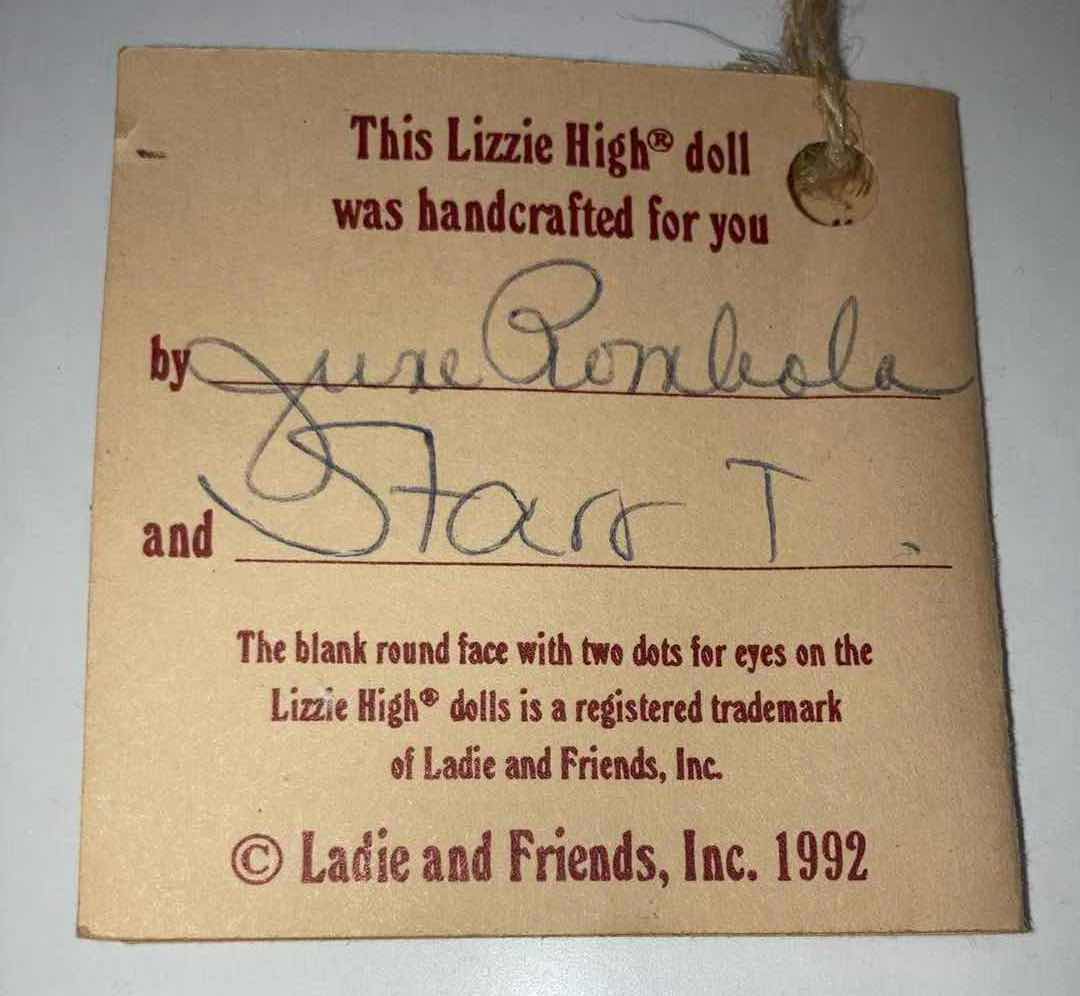 This Lizzie High® doll
was handcrafted for you
by June Rombola
and Starr T.
The blank round face with two dots for eyes on the
Lizzie High® dolls is a registered trademark
of Ladie and Friends, Inc.
© Ladie and Friends, Inc. 1992